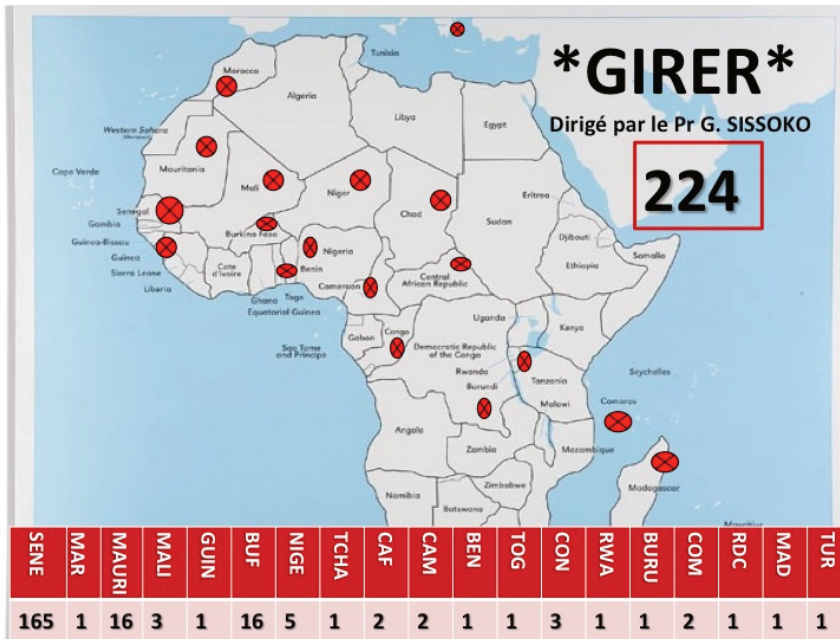 *GIRER*
Dirigé par le Pr G. SISSOKO
224
Tunisia
Morocco
Algeria
Libya
Egypt
Western Sahara
(Morocco)
Cape Verde
Mauritania
Mali
Niger
Chad
Sudan
Eritrea
Senegal
Gambia
Guinea-Bissau
Guinea
Sierra Leone
Liberia
Burkina Faso
Cote
d'Ivoire
Ghana
Togo
Benin
Nigeria
Cameroon
Equatorial Guinea
Central
African Republic
Djibouti
Ethiopia
Somalia
Sao Tome
and Principe
Gabon
Congo
Democratic Republic
of the Congo
Uganda
Kenya
Rwanda
Burundi
Tanzania
Seychelles
Comoros
Malawi
Angola
Zambia
Mozambique
Madagascar
Zimbabwe
Namibia
Botswana
Mauritiu
SENE MAR MAURI MALI GUIN BUF NIGE TCHA CAF CAM BEN TOG CON RWA BURU COM RDC MAD TUR
165 1 16 3 1 16 5 1 2 2 1 1 3 1 1 2 1 1 1